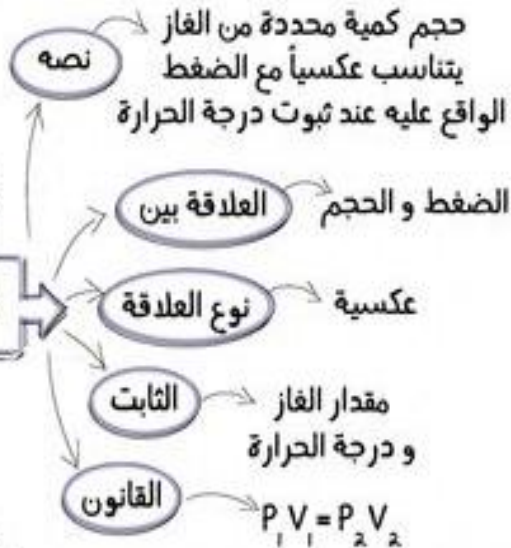 نصه
حجم كمية محددة من الغاز
يتناسب عكسياً مع الضغط
الواقع عليه عند ثبوت درجة الحرارة
العلاقة بين
الضغط و الحجم
نوع العلاقة
عكسية
الثابت
مقدار الغاز
و درجة الحرارة
القانون
P₁V₁=P₂V₂